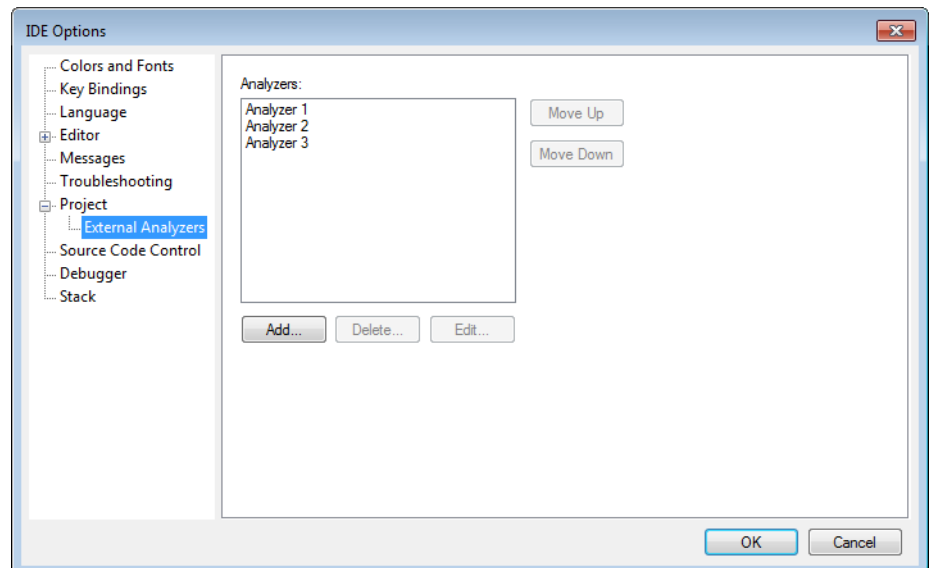 IDE Options
Colors and Fonts
Key Bindings
Language
Editor
Messages
Troubleshooting
Project
External Analyzers
Source Code Control
Debugger
Stack
Analyzers:
Analyzer 1
Analyzer 2
Analyzer 3
Move Up
Move Down
Add...
Delete...
Edit...
OK
Cancel